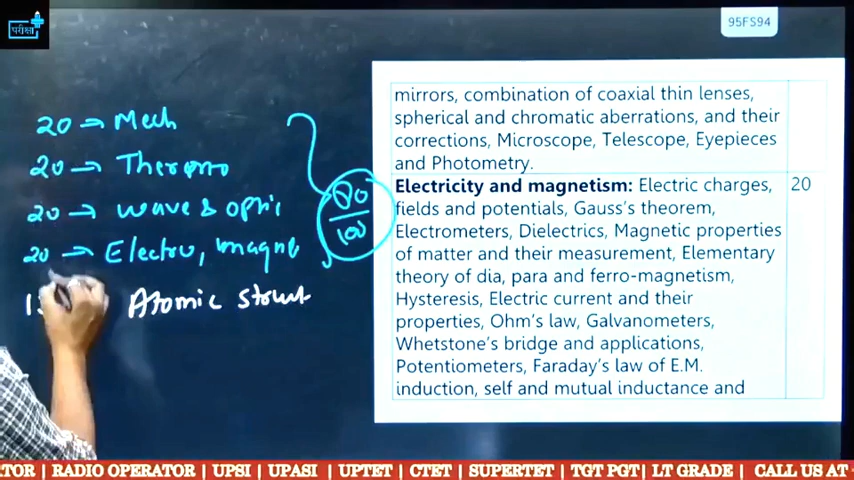 परीक्षा
95FS94
20 → Mech
20 → Thermo
20 → wave & optic
20 → Electro, magne
80
100
Atomic struct
mirrors, combination of coaxial thin lenses,
spherical and chromatic aberrations, and their
corrections, Microscope, Telescope, Eyepieces
and Photometry.
Electricity and magnetism: Electric charges, 20
fields and potentials, Gauss's theorem,
Electrometers, Dielectrics, Magnetic properties
of matter and their measurement, Elementary
theory of dia, para and ferro-magnetism,
Hysteresis, Electric current and their
properties, Ohm's law, Galvanometers,
Whetstone's bridge and applications,
Potentiometers, Faraday's law of E.M.
induction, self and mutual inductance and
TOR | RADIO OPERATOR | UPSI | UPASI | UPTET | CTET | SUPERTET | TGT PGT| LT GRADE | CALL US AT